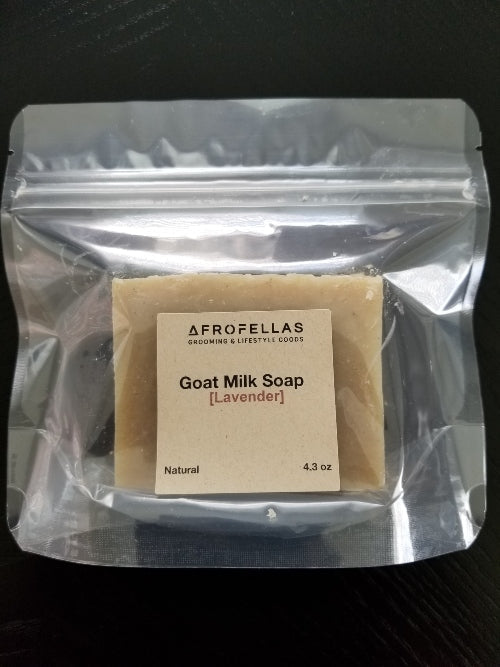 AFROFELLAS
GROOMING & LIFESTYLE GOODS
Goat Milk Soap
[Lavender]
Natural 4.3 oz